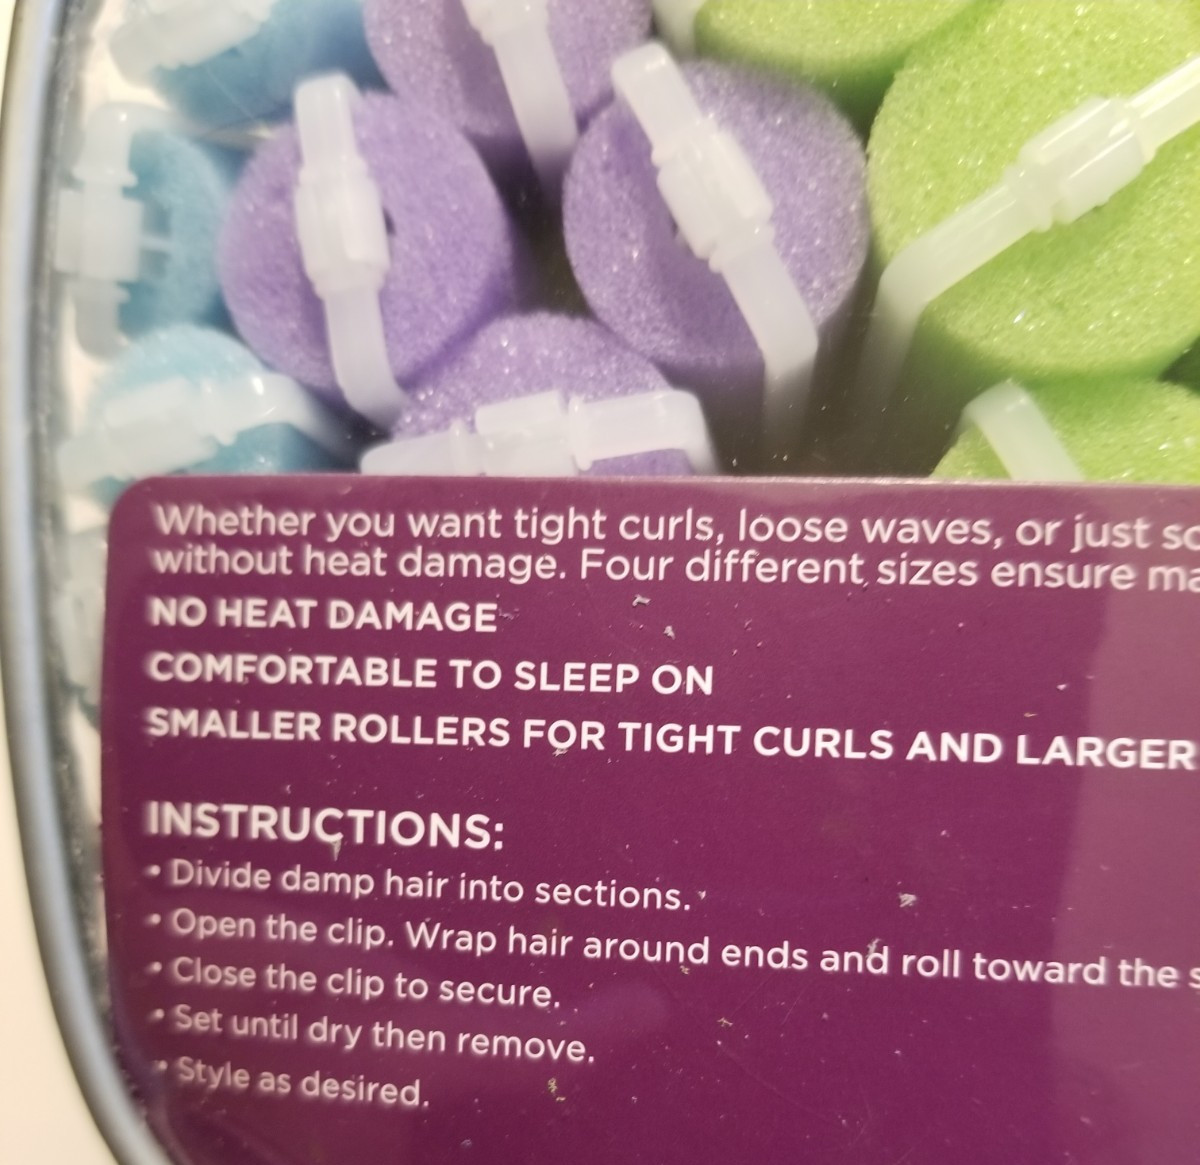 Whether you want tight curls, loose waves, or just
without heat damage. Four different sizes ensure
NO HEAT DAMAGE
COMFORTABLE TO SLEEP ON
SMALLER ROLLERS FOR TIGHT CURLS AND LARGER
INSTRUCTIONS:
• Divide damp hair into sections.
• Open the clip. Wrap hair around ends and roll toward the
• Close the clip to secure.
• Set until dry then remove.
• Style as desired.